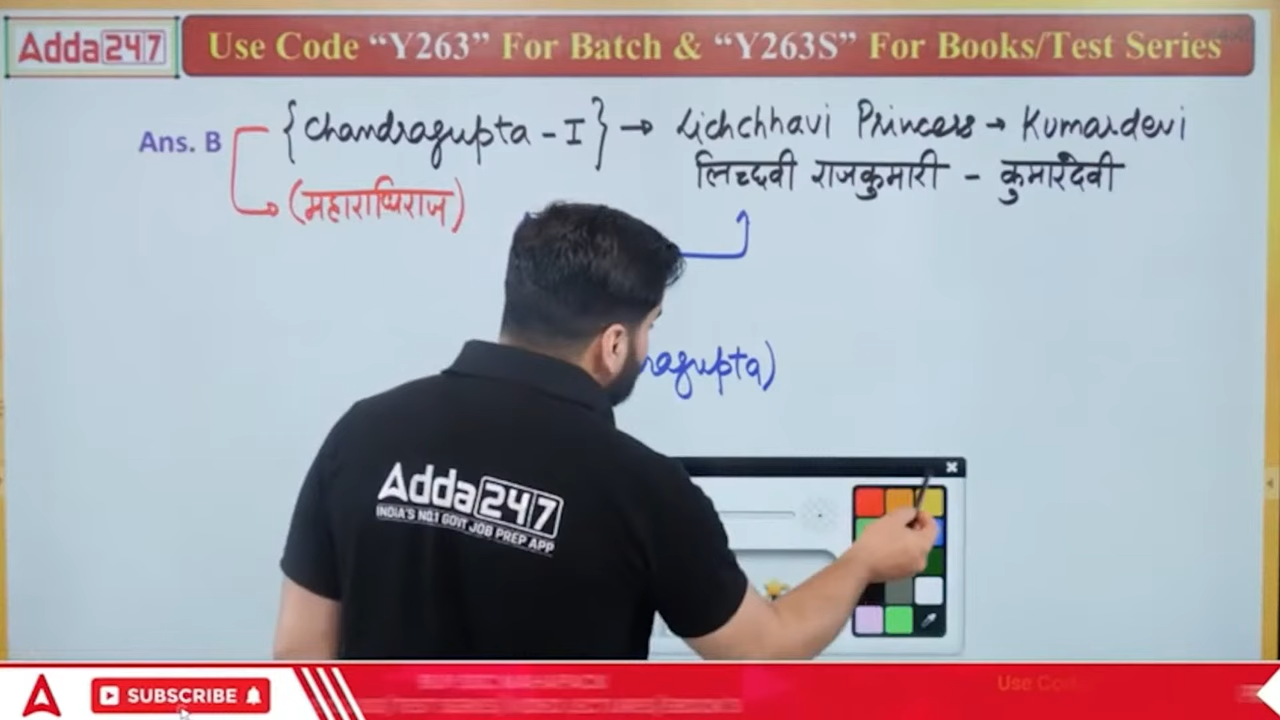 Adda247 Use Code “Y263” For Batch & “Y263S” For Books/Test Series
Ans. B {Chandragupta - I} → Lichchhavi Princess → Kumardevi
लिच्छवी राजकुमारी - कुमारदेवी
(महाराधिराज)
ragupta)
Adda247
INDIA'S NO.1 GOVT JOB PREP APP
SUBSCRIBE